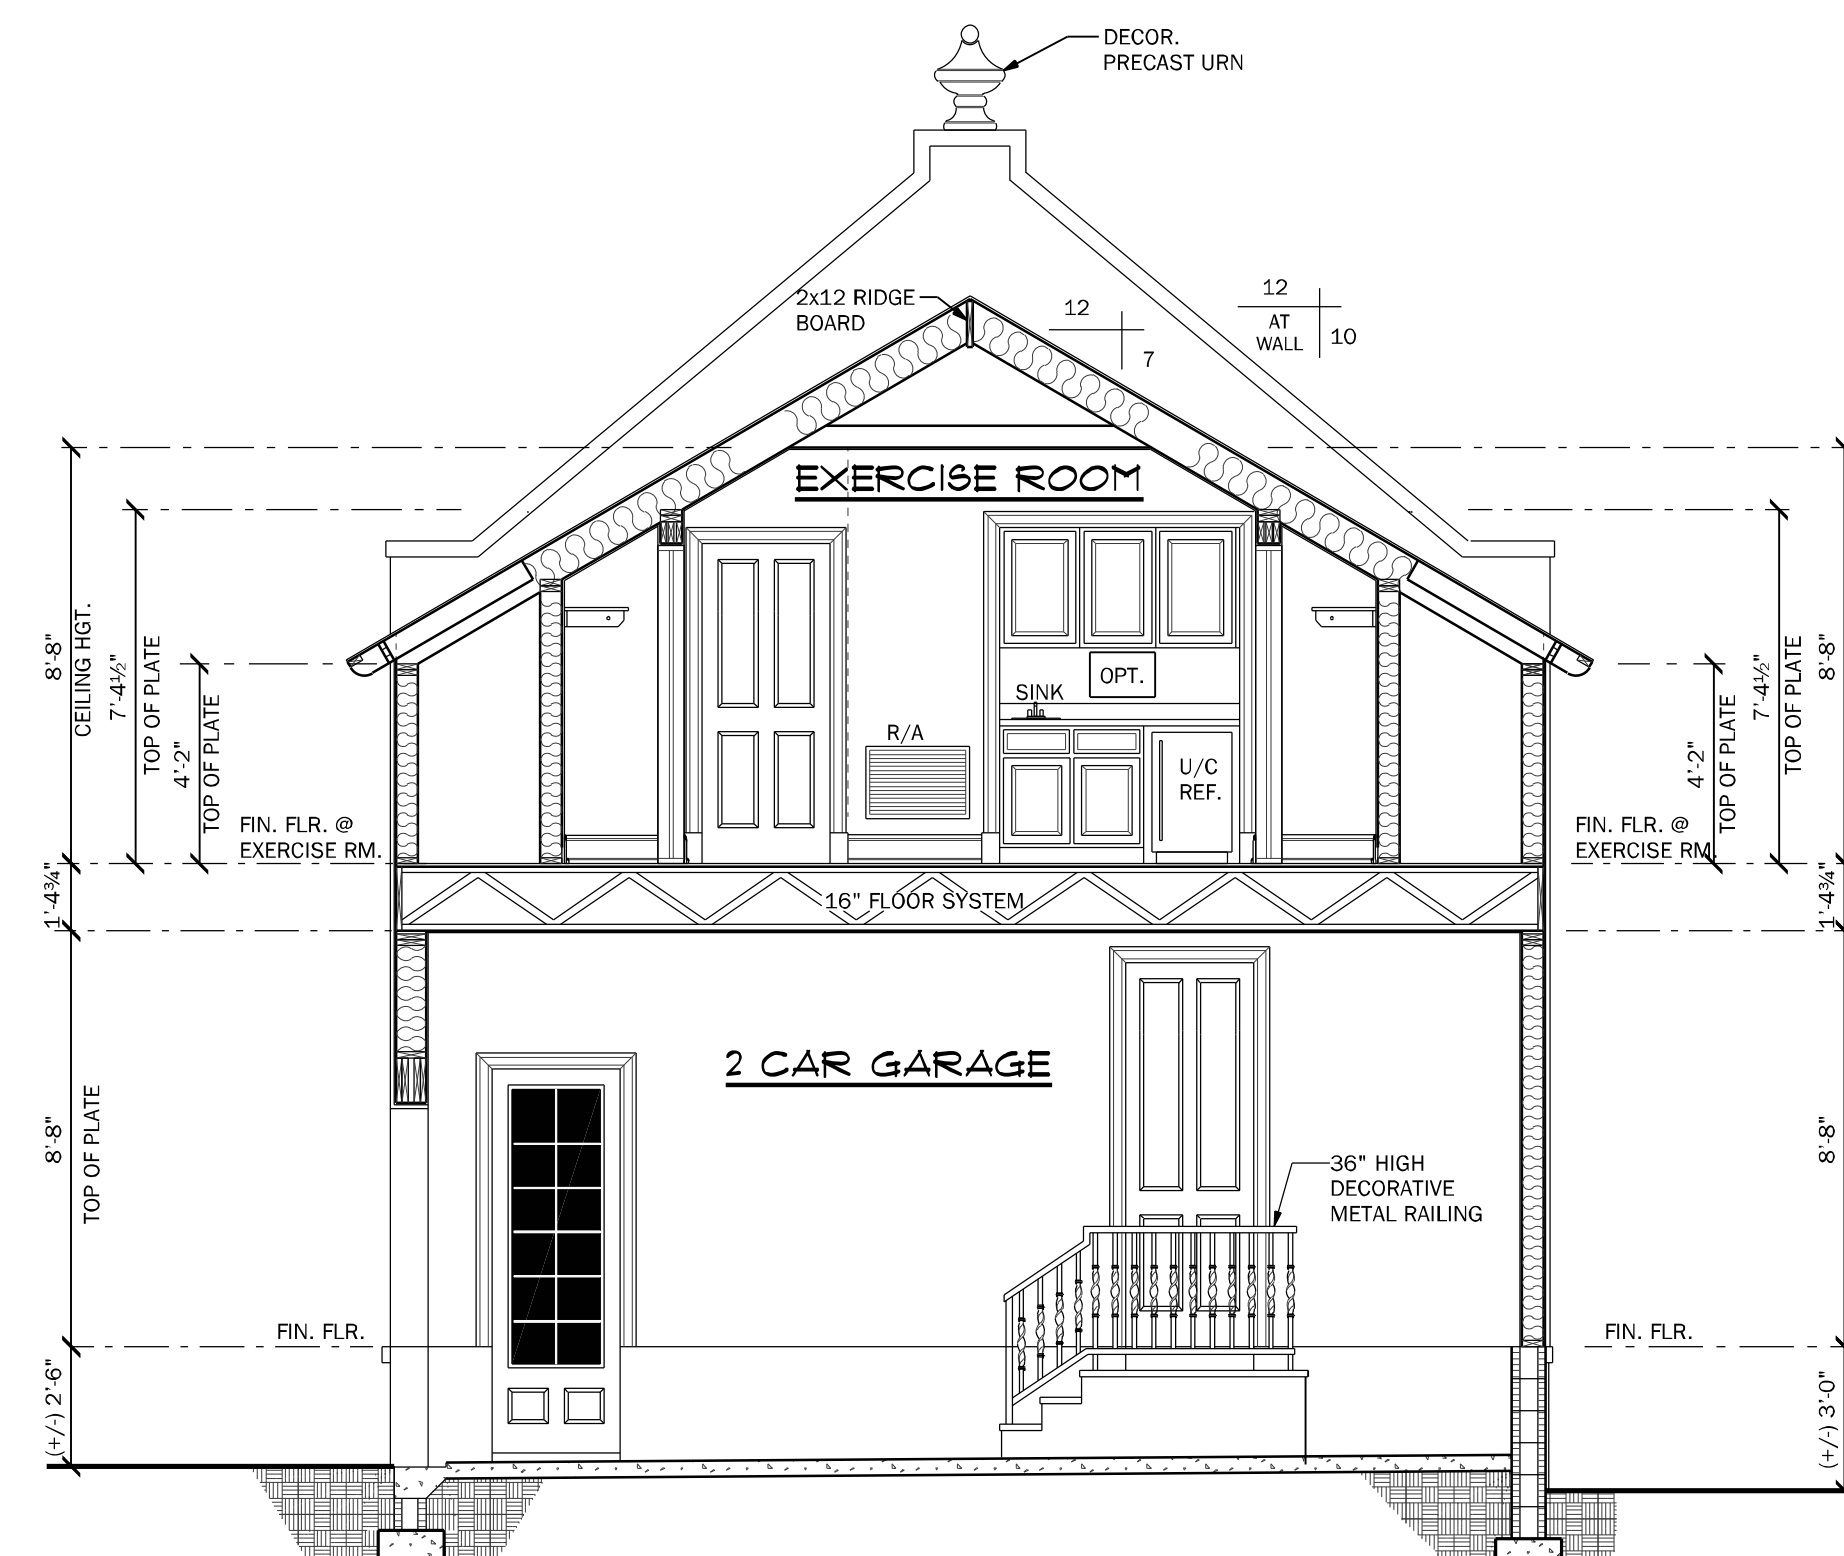 DECOR.
PRECAST URN
2x12 RIDGE
BOARD
12
7
12
AT
WALL
10
EXERCISE ROOM
8'-8"
CEILING HGT.
7'-4½"
TOP OF PLATE
4'-2"
TOP OF PLATE
FIN. FLR. @
EXERCISE RM.
SINK
OPT.
R/A
U/C
REF.
4'-2"
TOP OF PLATE
7'-4½"
TOP OF PLATE
8'-8"
FIN. FLR. @
EXERCISE RM.
1'-4¾"
16" FLOOR SYSTEM
1'-4¾"
2 CAR GARAGE
8'-8"
TOP OF PLATE
36" HIGH
DECORATIVE
METAL RAILING
8'-8"
FIN. FLR.
FIN. FLR.
(+/-) 2'-6"
(+/-) 3'-0"